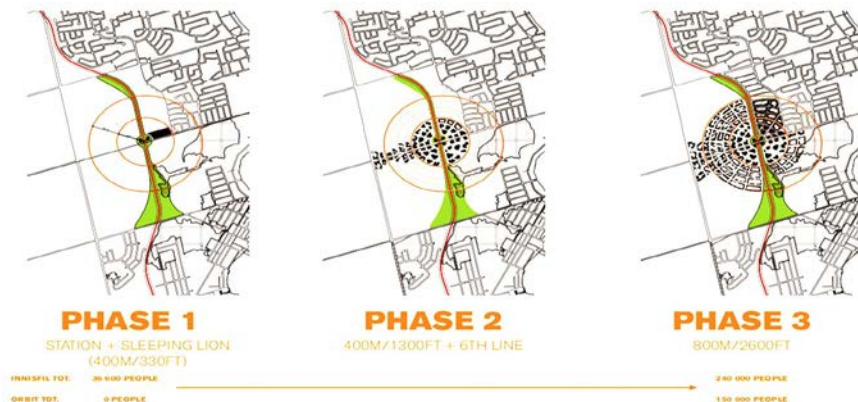 PHASE 1
STATION + SLEEPING LION
(400M/330FT)
PHASE 2
400M/1300FT + 6TH LINE
PHASE 3
800M/2600FT
INNISFIL TOT. 36 600 PEOPLE 240 000 PEOPLE
ORBIT TOT. 0 PEOPLE 150 000 PEOPLE